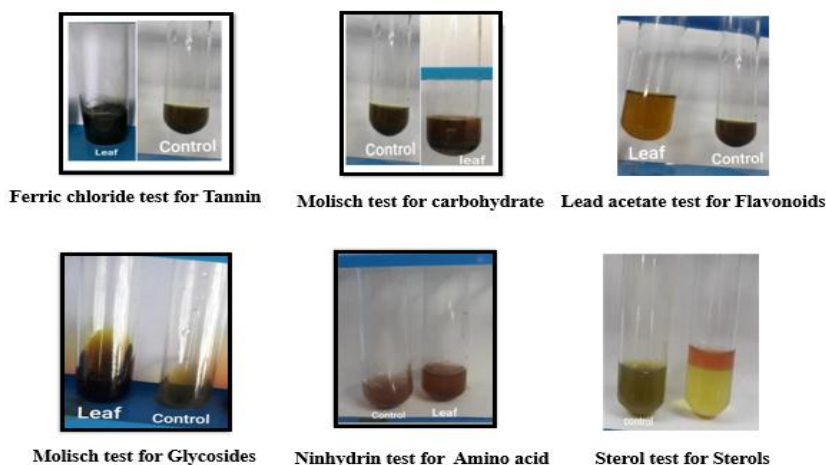 Leaf
Control
Control
leaf
Leaf
Control
Ferric chloride test for Tannin
Molisch test for carbohydrate
Lead acetate test for Flavonoids
Leaf
Control
Control
Leaf
control
Molisch test for Glycosides
Ninhydrin test for Amino acid
Sterol test for Sterols